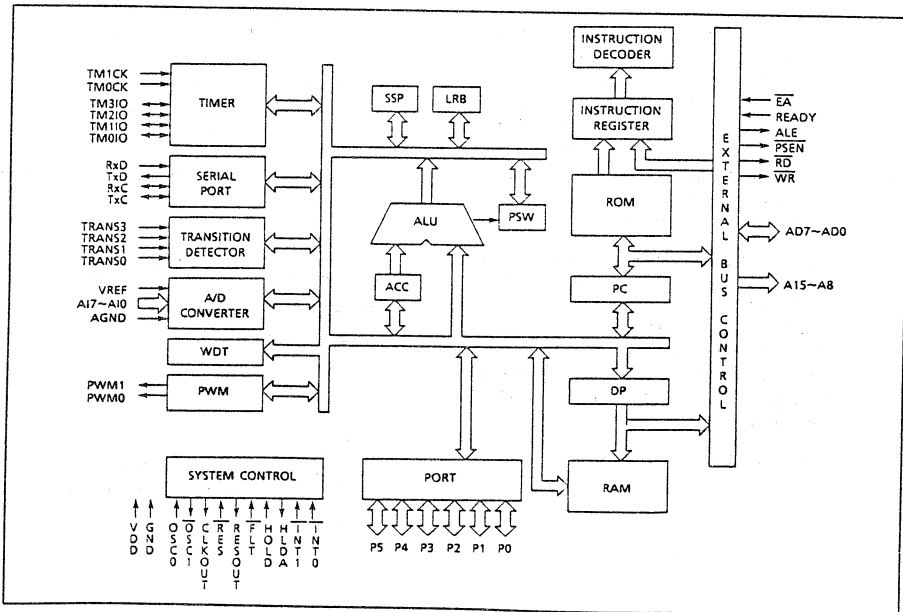 TM1CK
TM0CK
TM3IO
TM2IO
TM1IO
TM0IO
TIMER
RxD
TxD
RxC
TxC
SERIAL
PORT
TRANS3
TRANS2
TRANS1
TRANS0
TRANSITION
DETECTOR
VREF
AI7~AI0
AGND
A/D
CONVERTER
WDT
PWM1
PWM0
PWM
SSP
LRB
ALU
PSW
ACC
INSTRUCTION
DECODER
INSTRUCTION
REGISTER
ROM
PC
DP
RAM
EXTERNAL BUS CONTROL
EA
READY
ALE
PSEN
RD
WR
AD7~AD0
A15~A8
SYSTEM CONTROL
VDD
GND
OSC0
OSC1
CLKOUT
RES
RESOUT
FLT
HOLD
HLDA
INT1
INT0
PORT
P5 P4 P3 P2 P1 P0